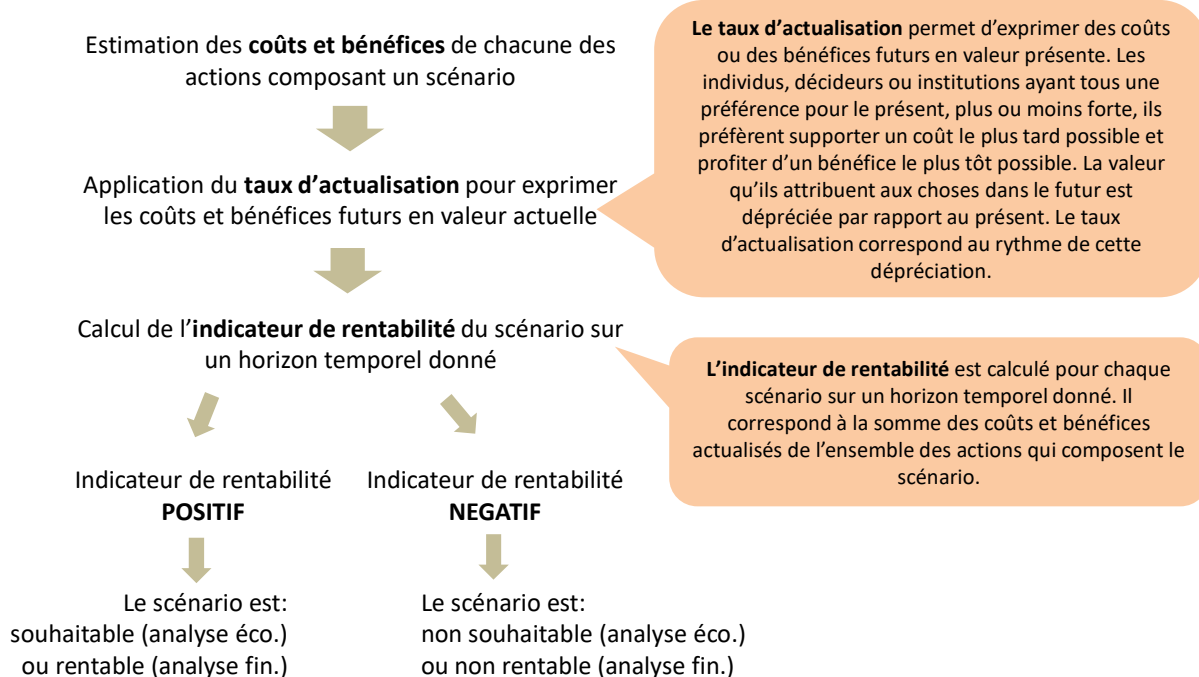 Estimation des coûts et bénéfices de chacune des
actions composant un scénario
Le taux d'actualisation permet d'exprimer des coûts
ou des bénéfices futurs en valeur présente. Les
individus, décideurs ou institutions ayant tous une
préférence pour le présent, plus ou moins forte, ils
préfèrent supporter un coût le plus tard possible et
profiter d'un bénéfice le plus tôt possible. La valeur
qu'ils attribuent aux choses dans le futur est
dépréciée par rapport au présent. Le taux
d'actualisation correspond au rythme de cette
dépréciation.
Application du taux d'actualisation pour exprimer
les coûts et bénéfices futurs en valeur actuelle
Calcul de l'indicateur de rentabilité du scénario sur
un horizon temporel donné
L'indicateur de rentabilité est calculé pour chaque
scénario sur un horizon temporel donné. Il
correspond à la somme des coûts et bénéfices
actualisés de l'ensemble des actions qui composent le
scénario.
Indicateur de rentabilité
POSITIF
Indicateur de rentabilité
NEGATIF
Le scénario est:
souhaitable (analyse éco.)
ou rentable (analyse fin.)
Le scénario est:
non souhaitable (analyse éco.)
ou non rentable (analyse fin.)